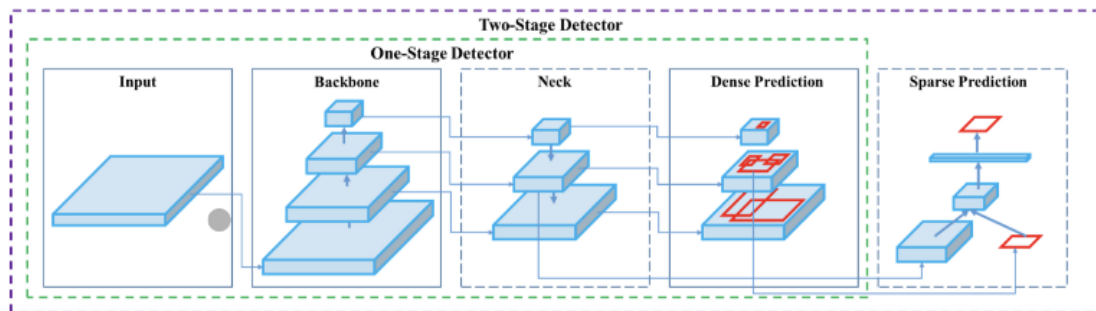 Two-Stage Detector
One-Stage Detector
Input
Backbone
Neck
Dense Prediction
Sparse Prediction